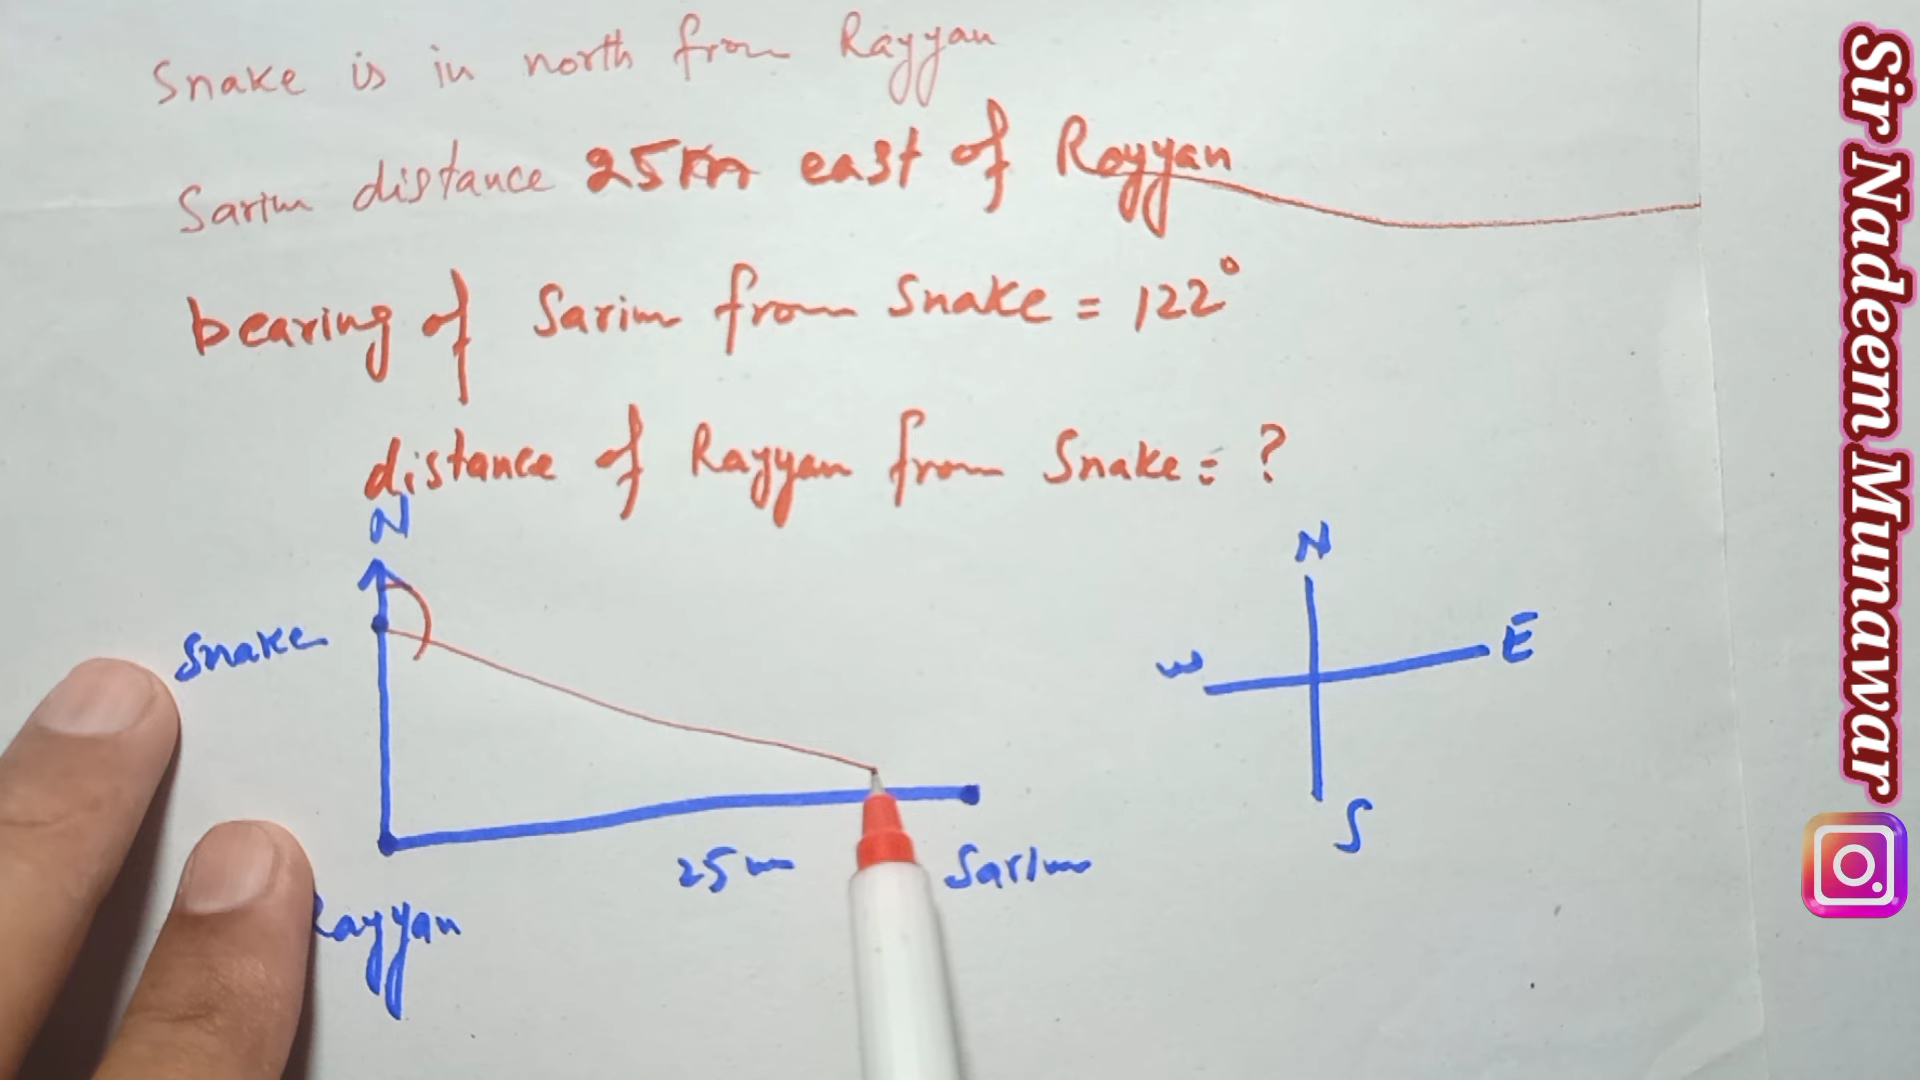 Snake is in north from Rayyan
Sarim distance 25km east of Rayyan
bearing of Sarim from Snake = 122°
distance of Rayyan from Snake = ?
N
Snake
25 m
Sarim
Rayyan
N
W
E
S
Sir Nadeem Munawar